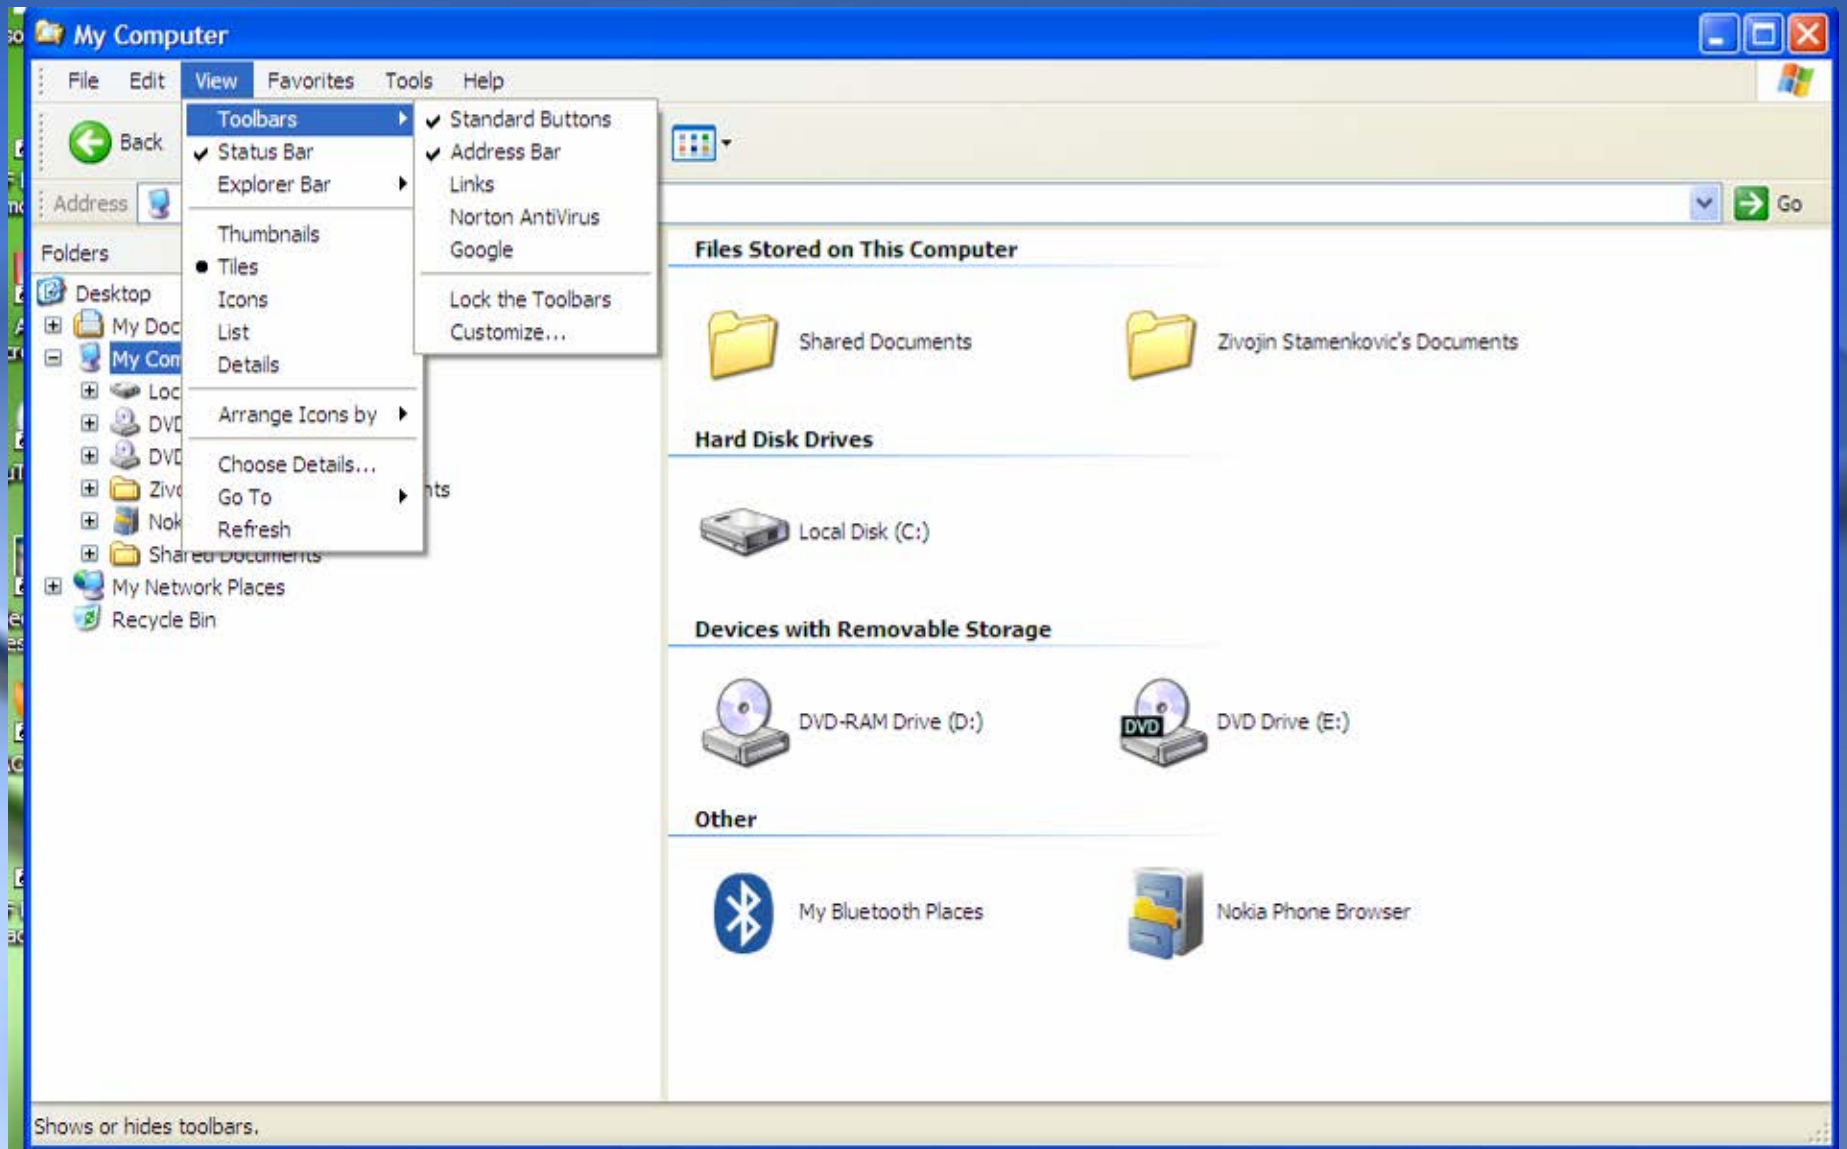 My Computer
File Edit View Favorites Tools Help
Back
Address
Go
Toolbars
Status Bar
Explorer Bar
Thumbnails
Tiles
Icons
List
Details
Arrange Icons by
Choose Details...
Go To
Refresh
Standard Buttons
Address Bar
Links
Norton AntiVirus
Google
Lock the Toolbars
Customize...
Folders
Desktop
My Doc
My Com
Loc
DVD
DVD
Zivo nts
Nok
Shared Documents
My Network Places
Recycle Bin
Files Stored on This Computer
Shared Documents
Zivojin Stamenkovic's Documents
Hard Disk Drives
Local Disk (C:)
Devices with Removable Storage
DVD-RAM Drive (D:)
DVD Drive (E:)
DVD
Other
My Bluetooth Places
Nokia Phone Browser
Shows or hides toolbars.